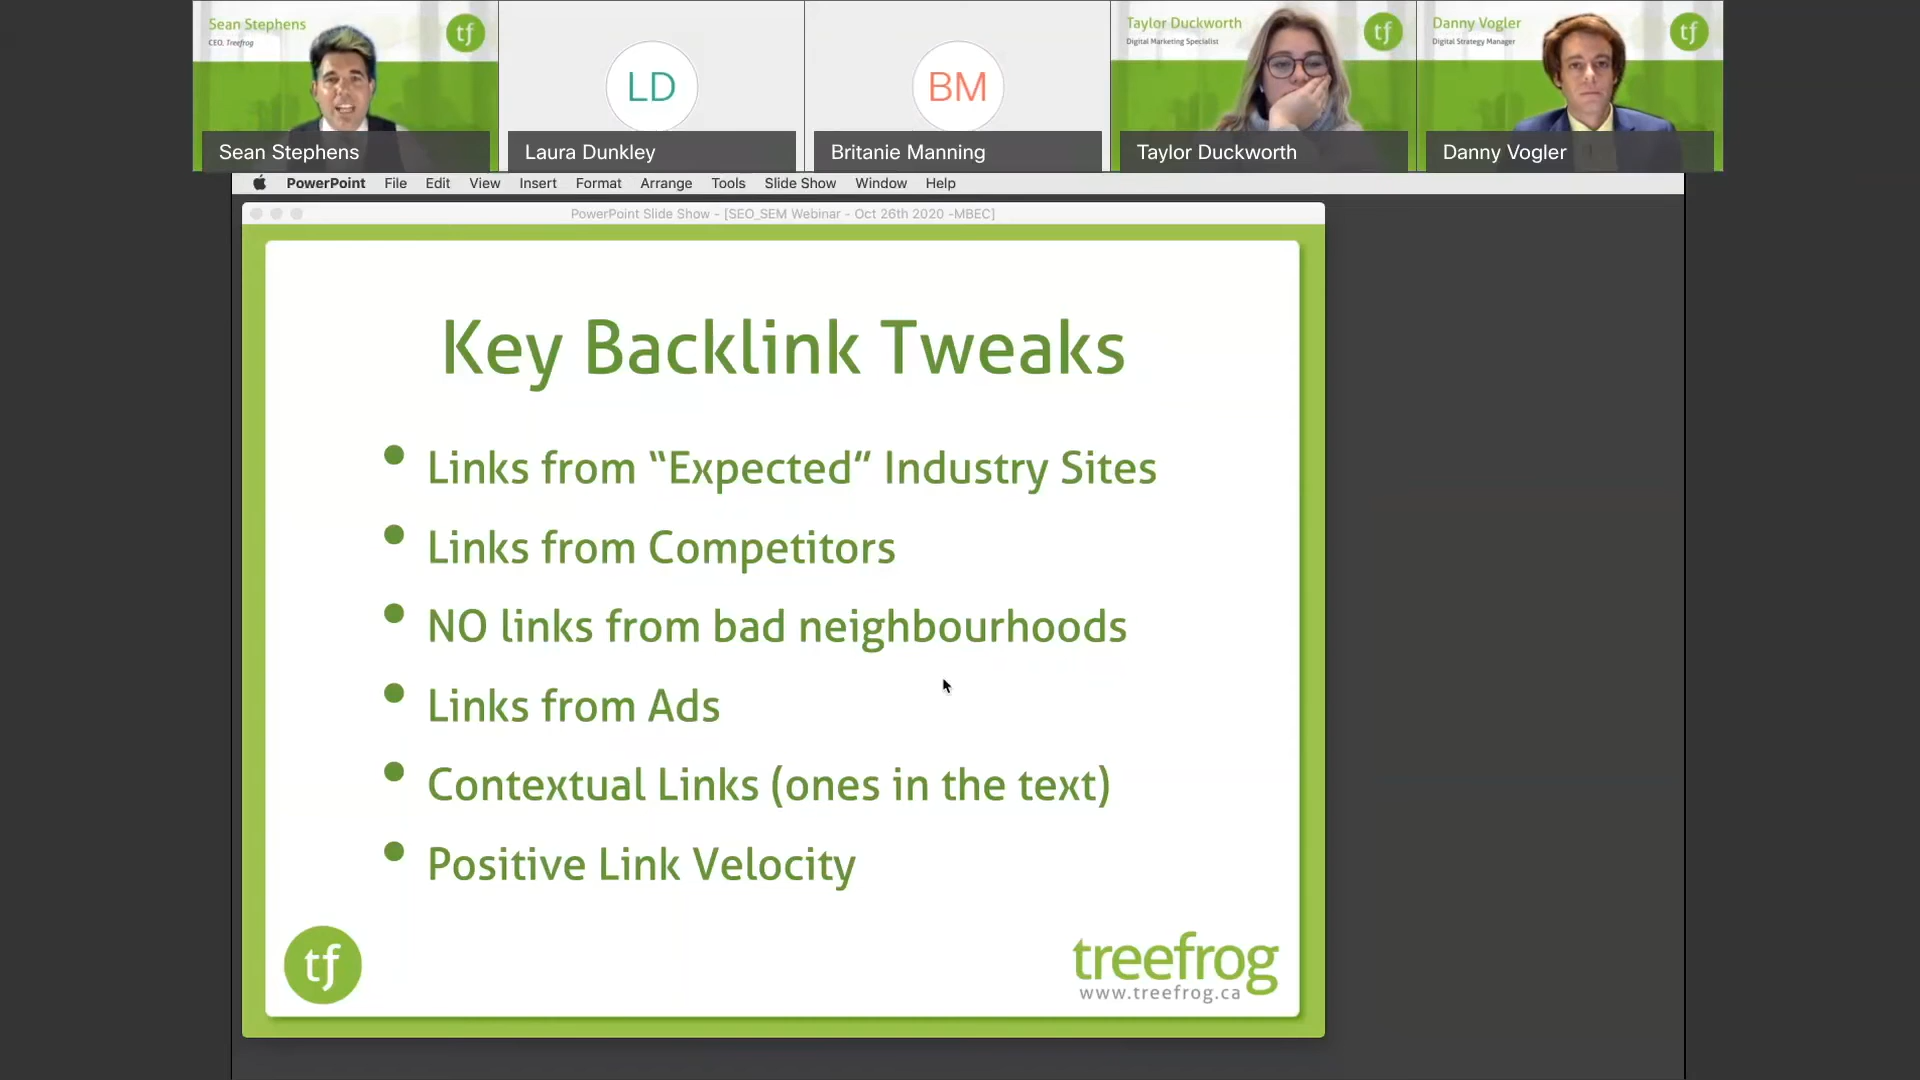 Sean Stephens
CEO, Treefrog
tf
Sean Stephens
LD
Laura Dunkley
BM
Britanie Manning
Taylor Duckworth
Digital Marketing Specialist
tf
Taylor Duckworth
Danny Vogler
Digital Strategy Manager
tf
Danny Vogler
PowerPoint File Edit View Insert Format Arrange Tools Slide Show Window Help
PowerPoint Slide Show - [SEO_SEM Webinar - Oct 26th 2020 -MBEC]
Key Backlink Tweaks
• Links from “Expected” Industry Sites
• Links from Competitors
• NO links from bad neighbourhoods
• Links from Ads
• Contextual Links (ones in the text)
• Positive Link Velocity
tf
treefrog
www.treefrog.ca